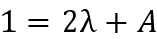 1 = 2λ + A